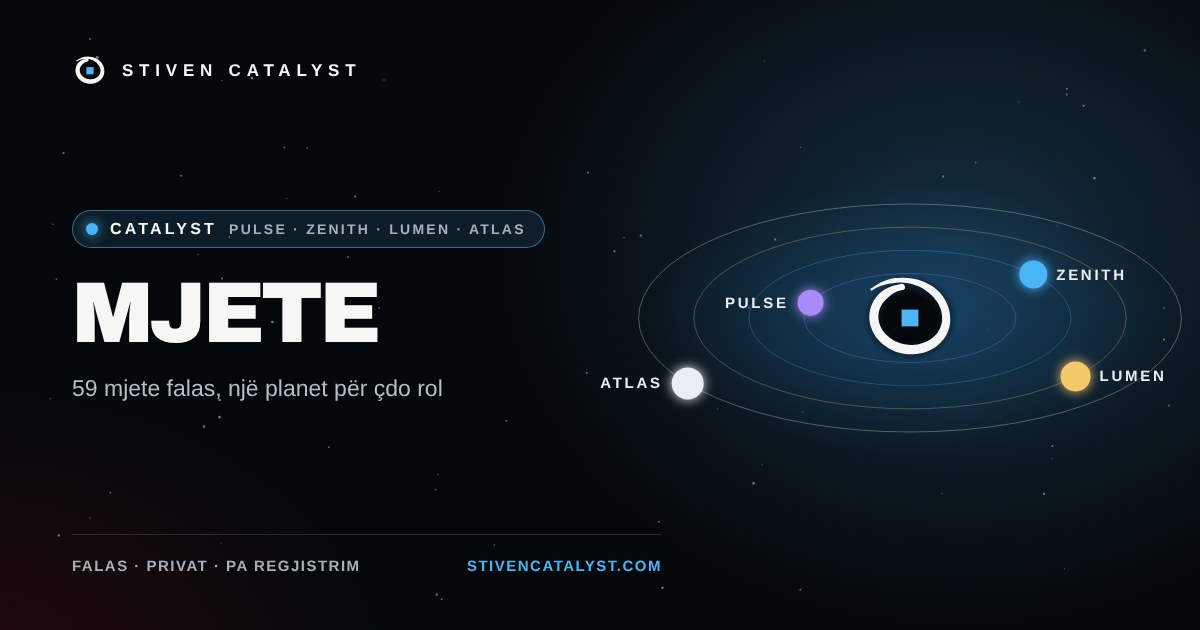 STIVEN CATALYST
CATALYST PULSE · ZENITH · LUMEN · ATLAS
MJETE
59 mjete falas, një planet për çdo rol
PULSE
ZENITH
ATLAS
LUMEN
FALAS · PRIVAT · PA REGJISTRIM
STIVENCATALYST.COM